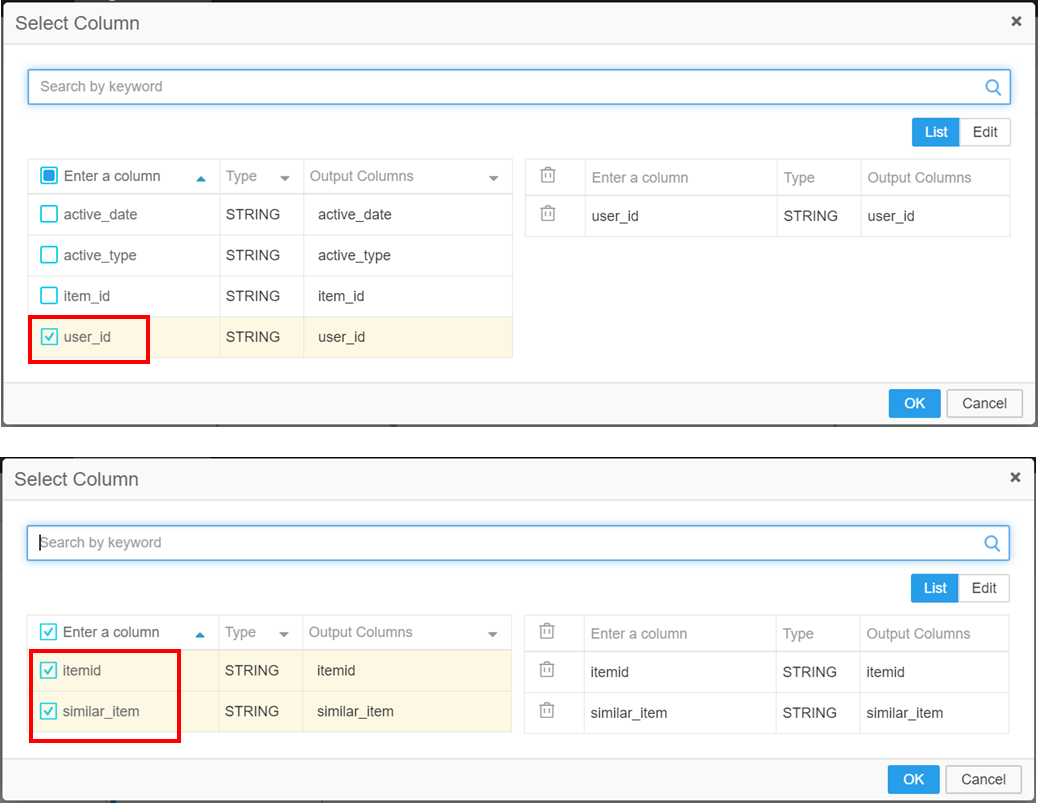 Select Column
Search by keyword
List Edit
Enter a column Type Output Columns Enter a column Type Output Columns
active_date STRING active_date user_id STRING user_id
active_type STRING active_type
item_id STRING item_id
user_id STRING user_id
OK Cancel
Select Column
Search by keyword
List Edit
Enter a column Type Output Columns Enter a column Type Output Columns
itemid STRING itemid itemid STRING itemid
similar_item STRING similar_item similar_item STRING similar_item
OK Cancel